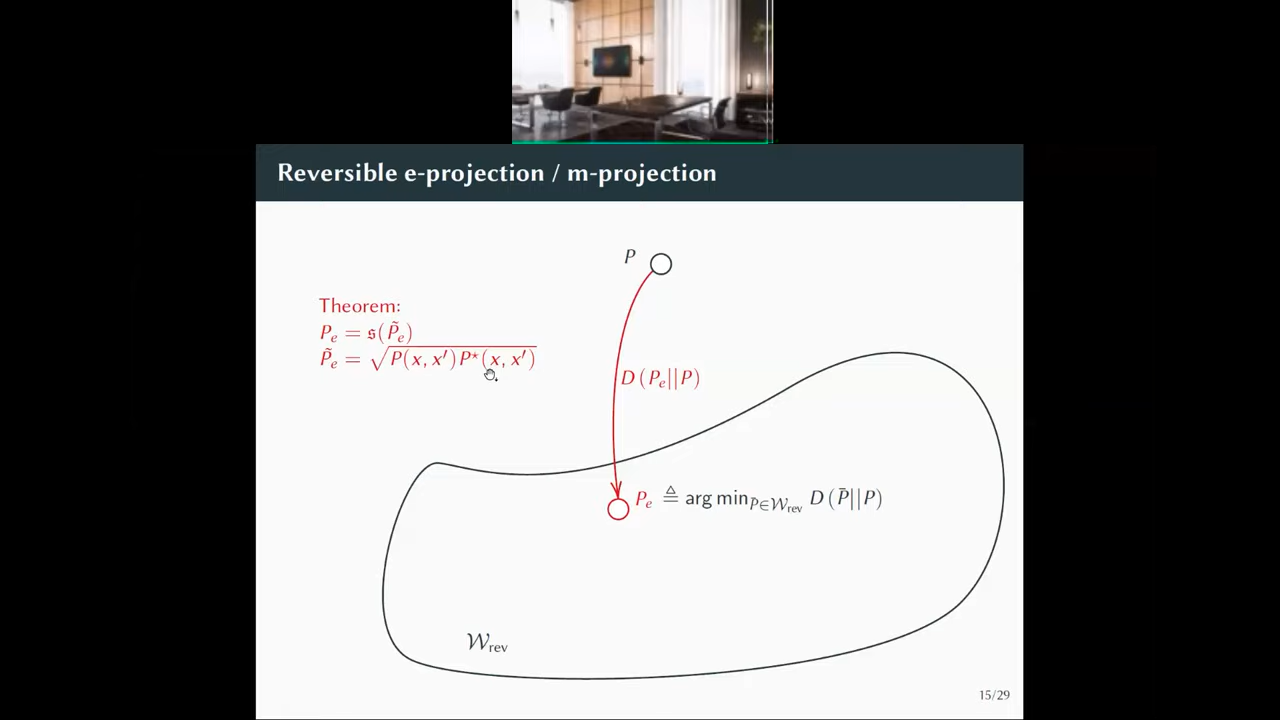 Reversible e-projection / m-projection
P
Theorem:
P_e = 𝔰(P̃_e)
P̃_e = √(P(x, x′)P⋆(x, x′))
D (P_e||P)
P_e ≜ arg min_{P̄∈𝒲_rev} D (P̄||P)
𝒲_rev
15/29